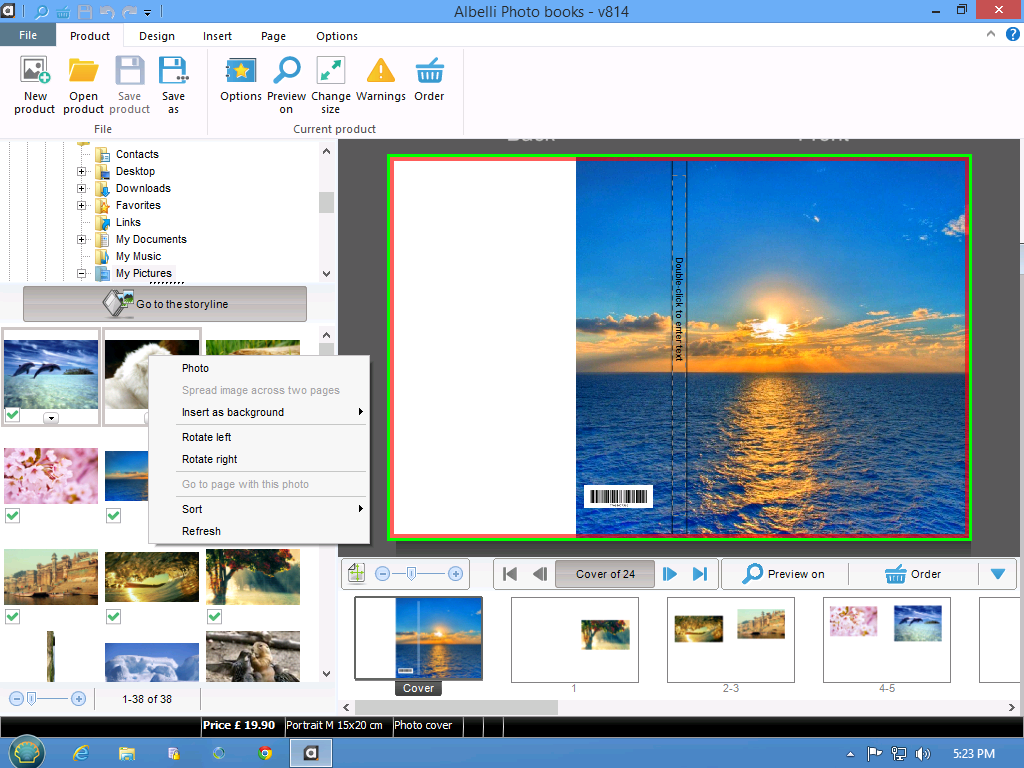 Albelli Photo books - v814
File
Product
Design
Insert
Page
Options
New product
Open product
Save product
Save as
File
Options
Preview on
Change size
Warnings
Order
Current product
Contacts
Desktop
Downloads
Favorites
Links
My Documents
My Music
My Pictures
Go to the storyline
Photo
Spread image across two pages
Insert as background
Rotate left
Rotate right
Go to page with this photo
Sort
Refresh
1-38 of 38
Back
Front
Double-click to enter text
Cover of 24
Preview on
Order
Cover
1
2-3
4-5
Price £ 19.90
Portrait M 15x20 cm
Photo cover
5:23 PM